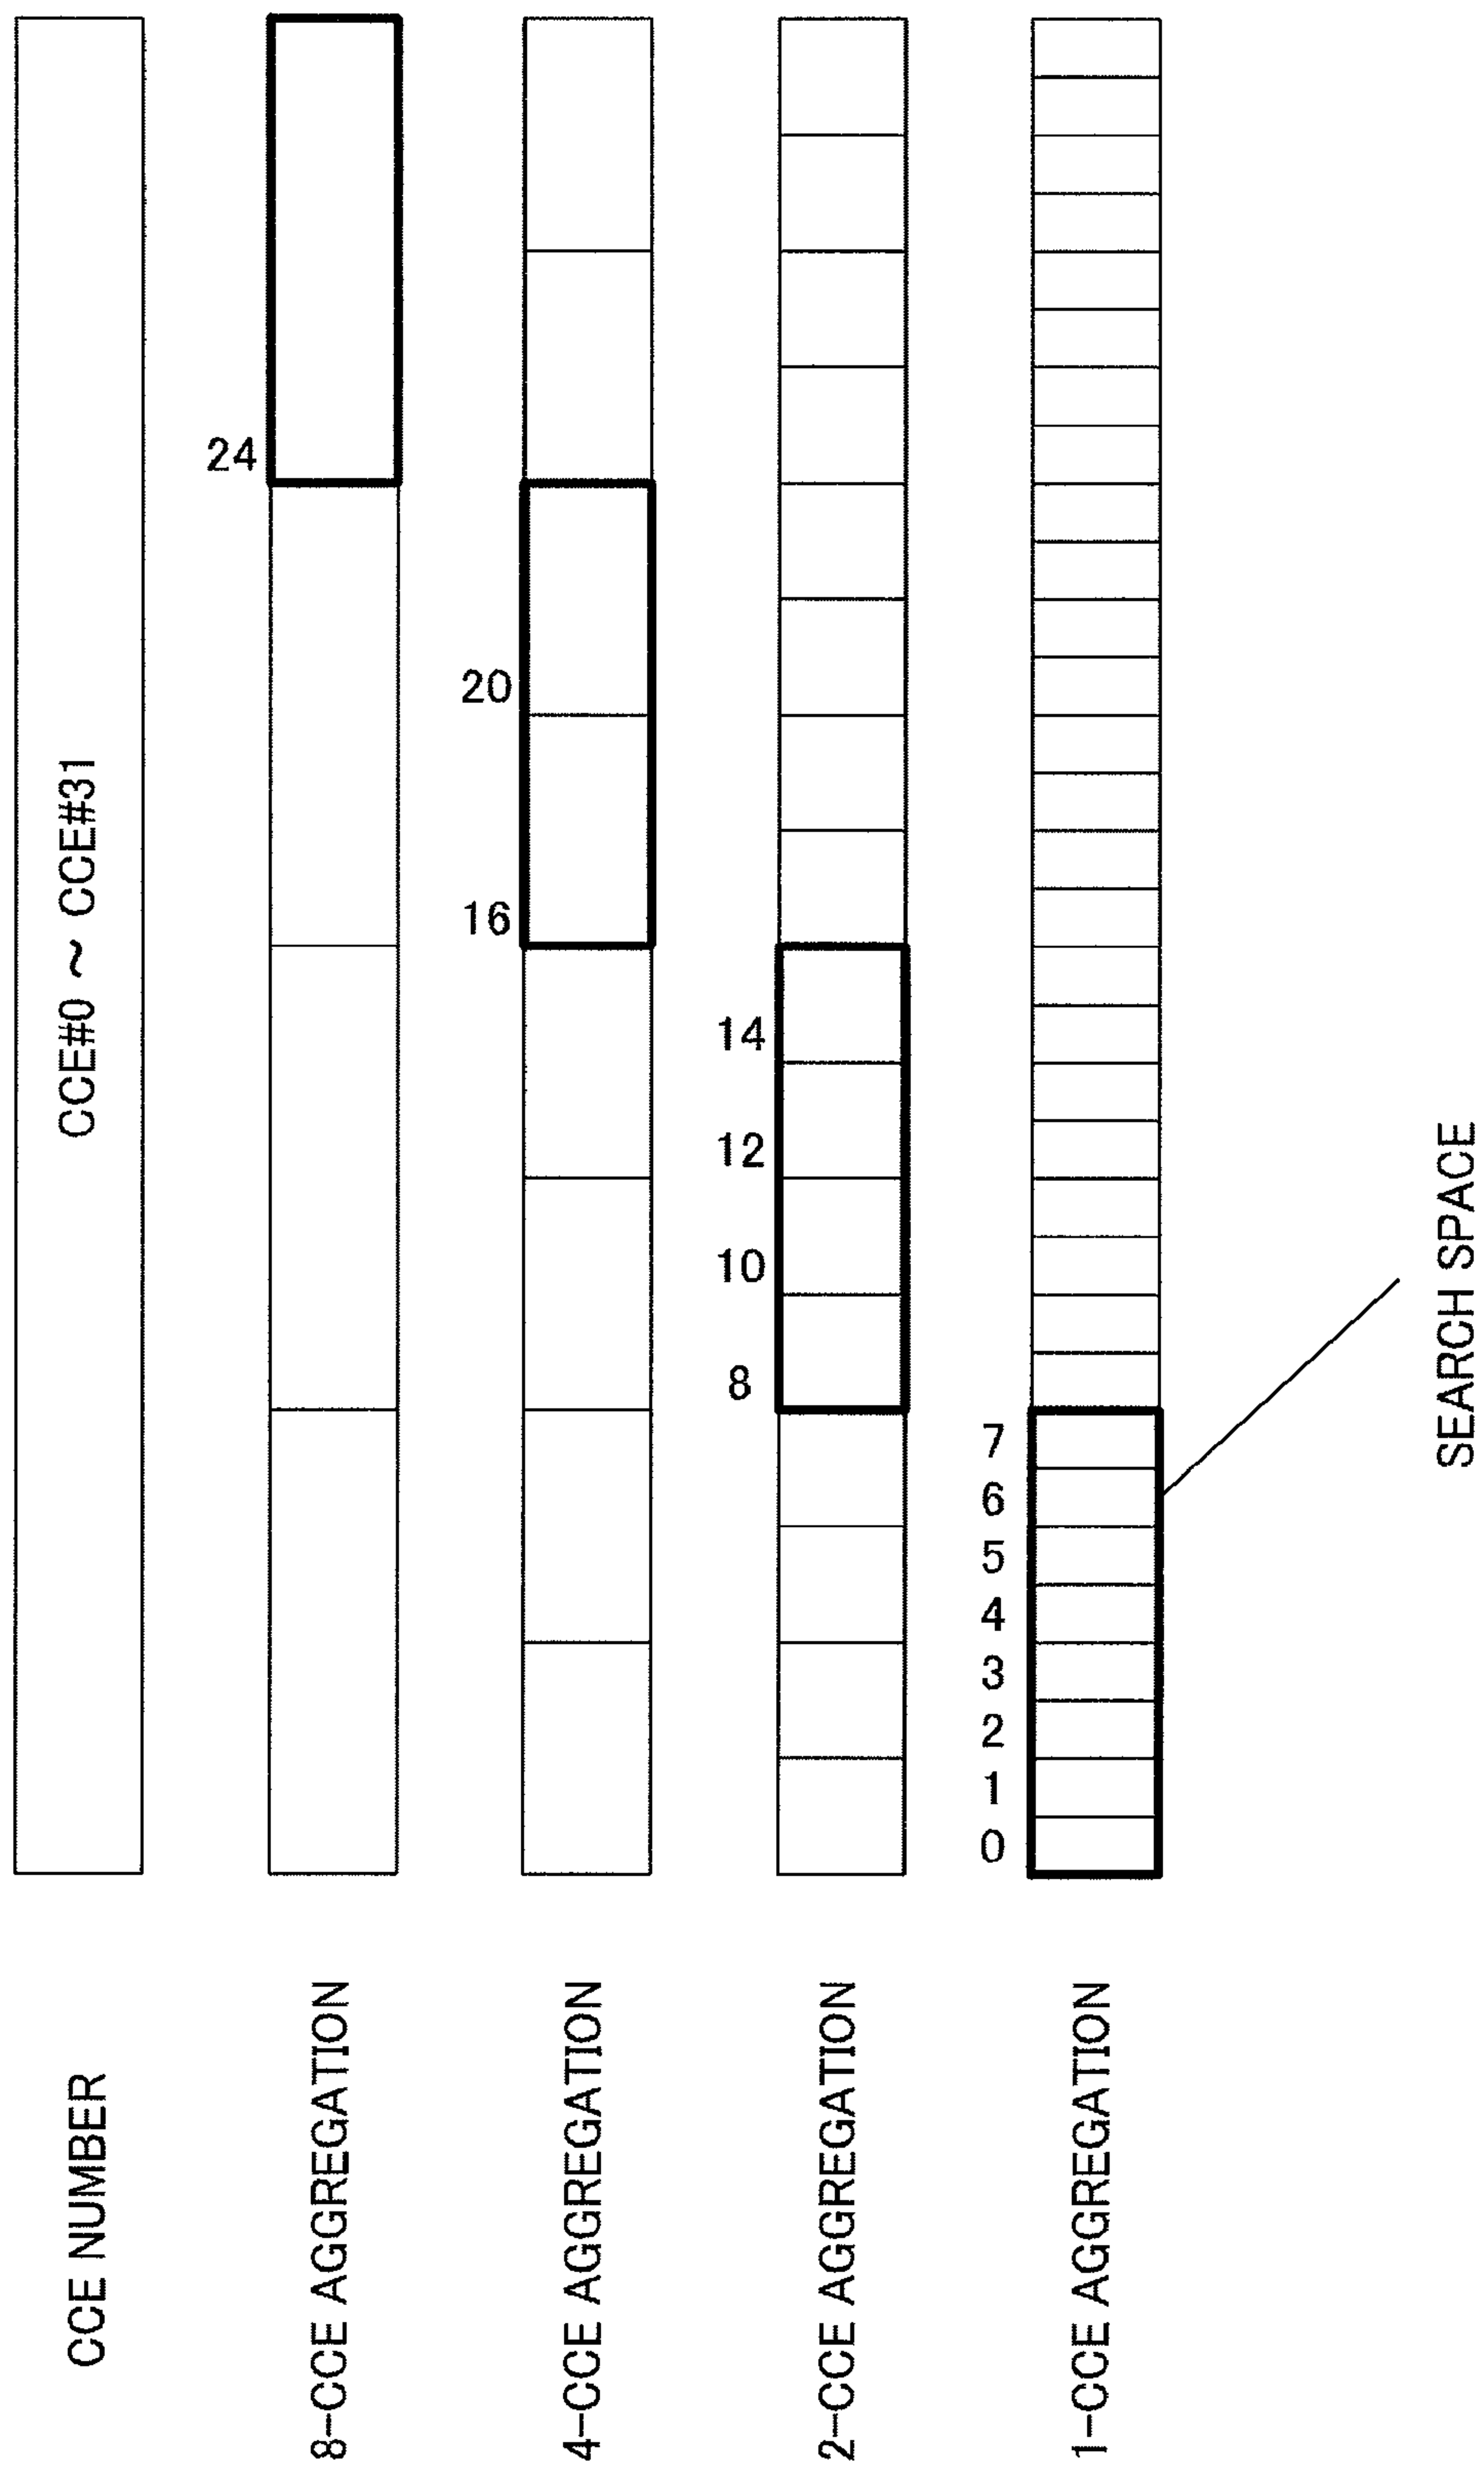 CCE NUMBER
CCE#0 ~ CCE#31
8-CCE AGGREGATION
24
4-CCE AGGREGATION
16 20
2-CCE AGGREGATION
8 10 12 14
1-CCE AGGREGATION
0 1 2 3 4 5 6 7
SEARCH SPACE